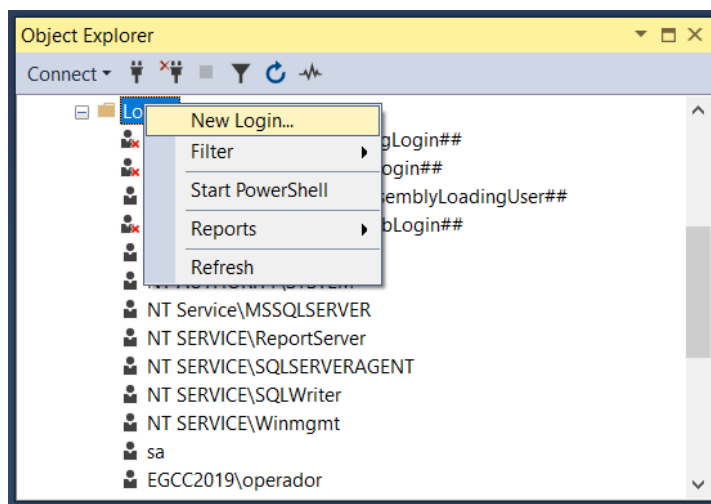 Object Explorer
Connect
New Login...
Filter
gLogin##
ogin##
Start PowerShell
semblyLoadingUser##
Reports
bLogin##
Refresh
NT Service\MSSQLSERVER
NT SERVICE\ReportServer
NT SERVICE\SQLSERVERAGENT
NT SERVICE\SQLWriter
NT SERVICE\Winmgmt
sa
EGCC2019\operador